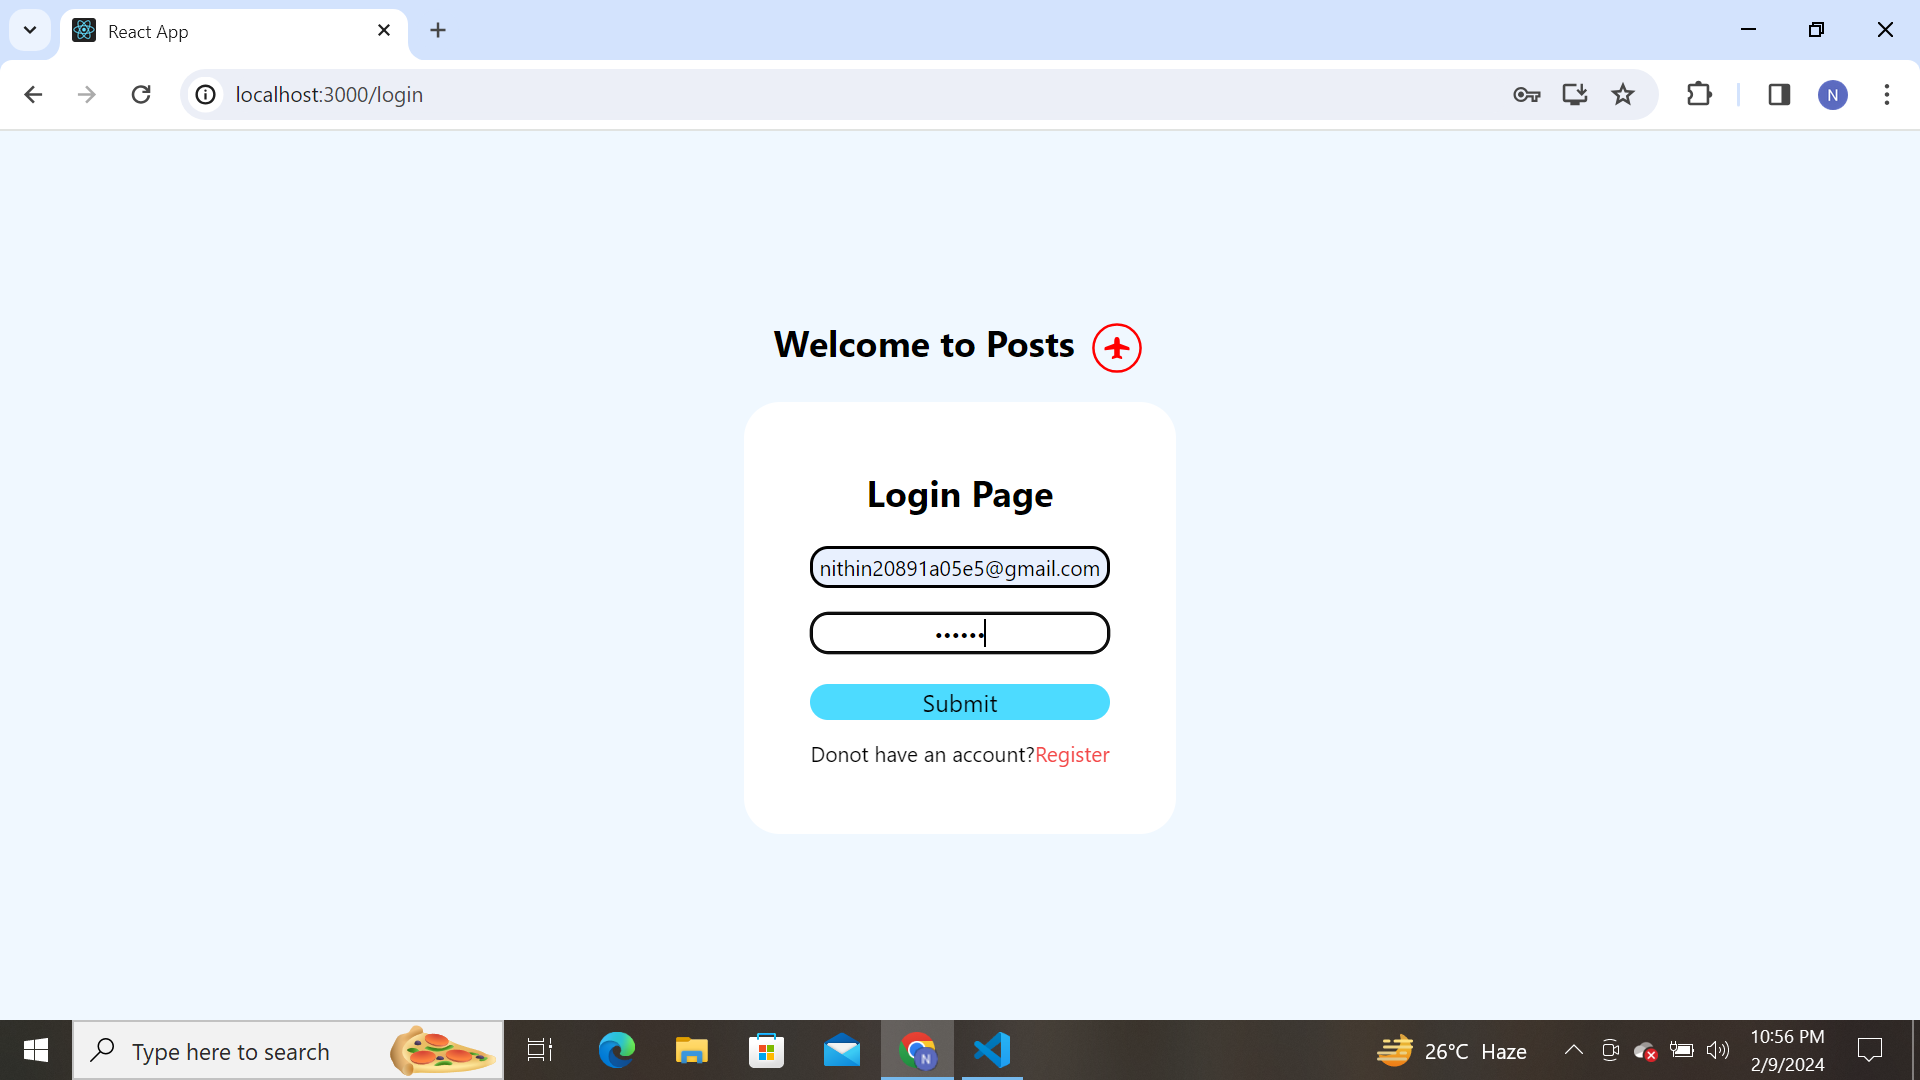 React App
localhost:3000/login
N
Welcome to Posts
Login Page
nithin20891a05e5@gmail.com
••••••
Submit
Donot have an account?Register
Type here to search
N
26°C Haze
10:56 PM
2/9/2024